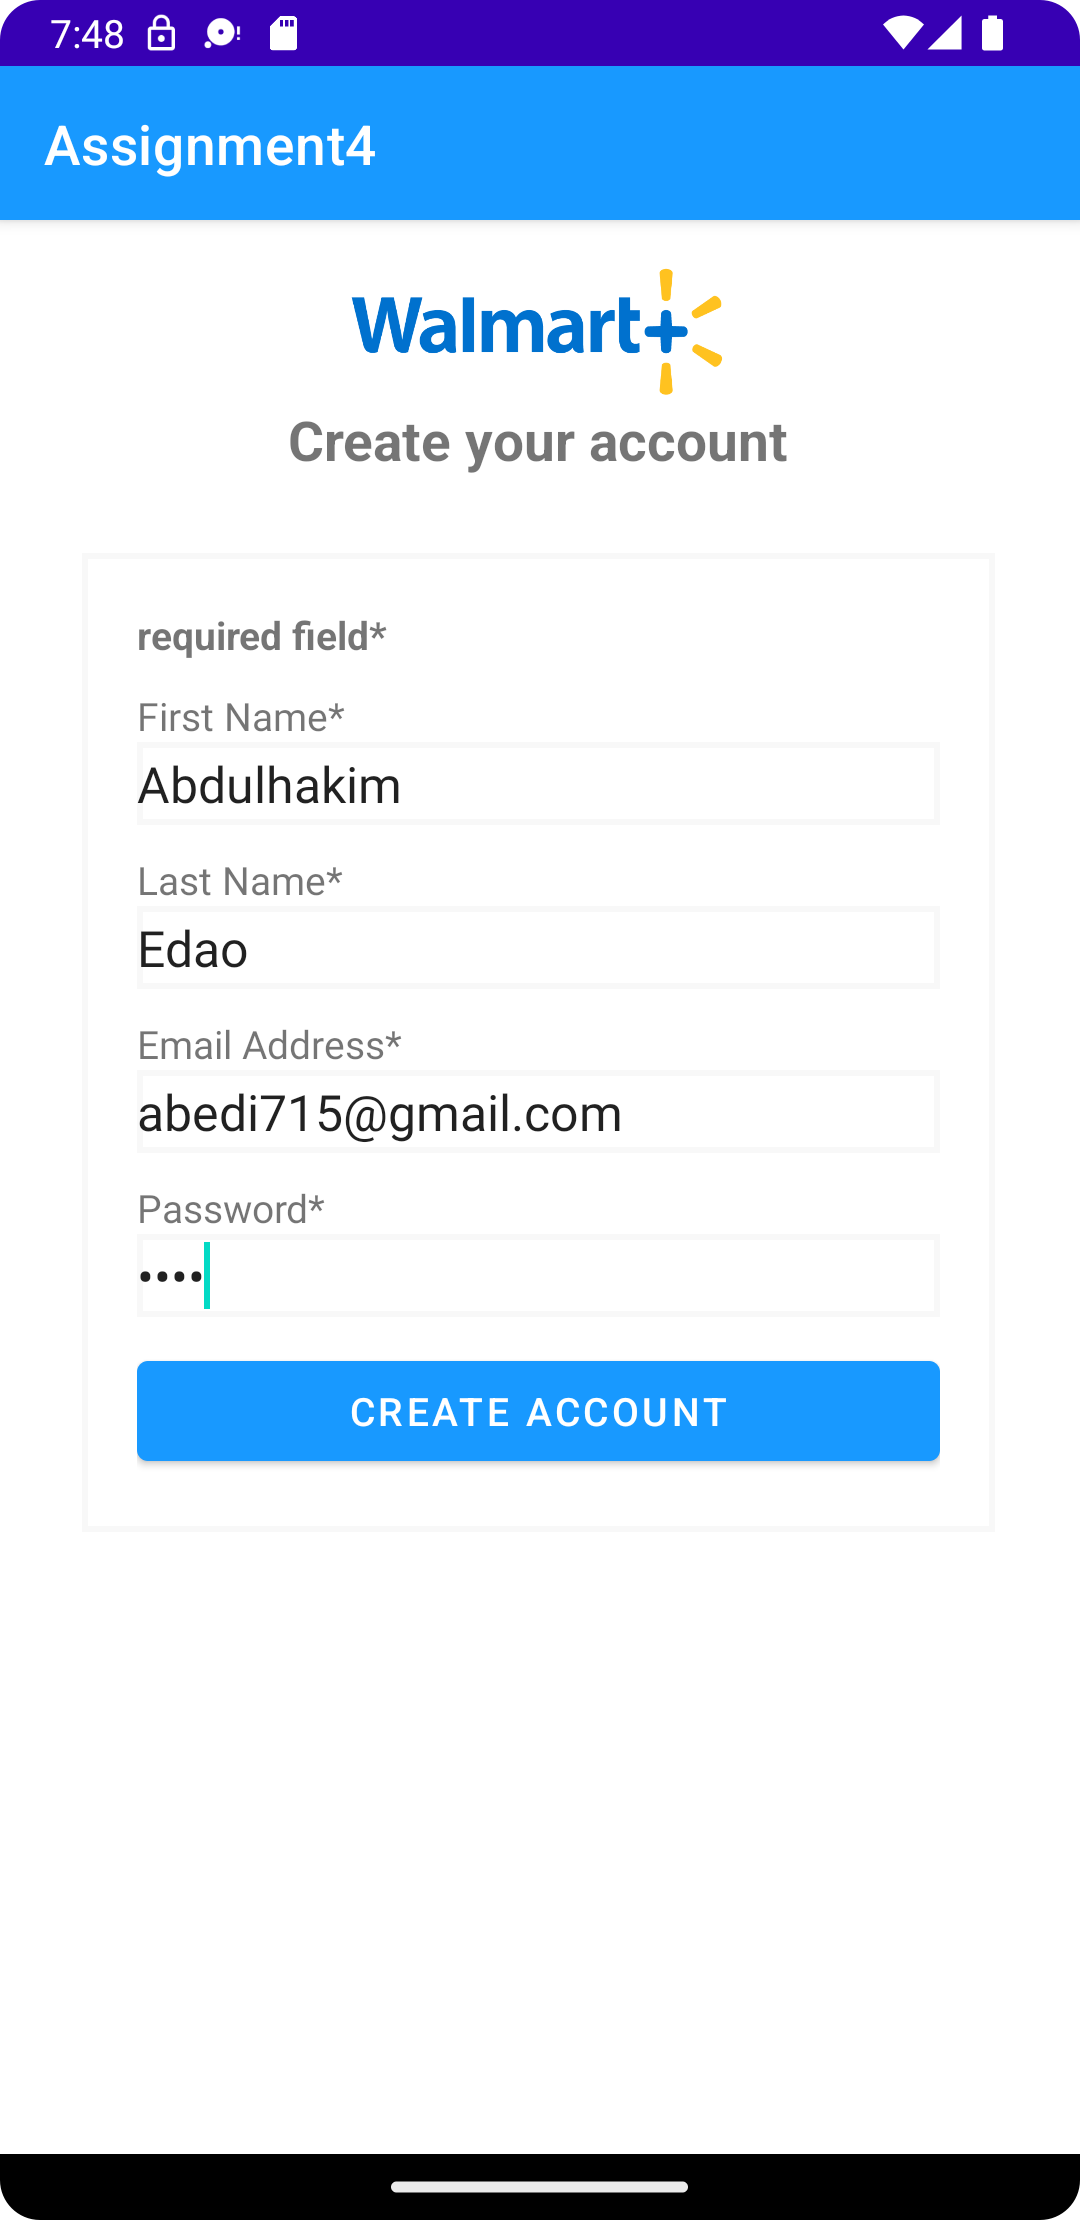 7:48
Assignment4
Walmart+
Create your account
required field*
First Name*
Abdulhakim
Last Name*
Edao
Email Address*
abedi715@gmail.com
Password*
••••
CREATE ACCOUNT